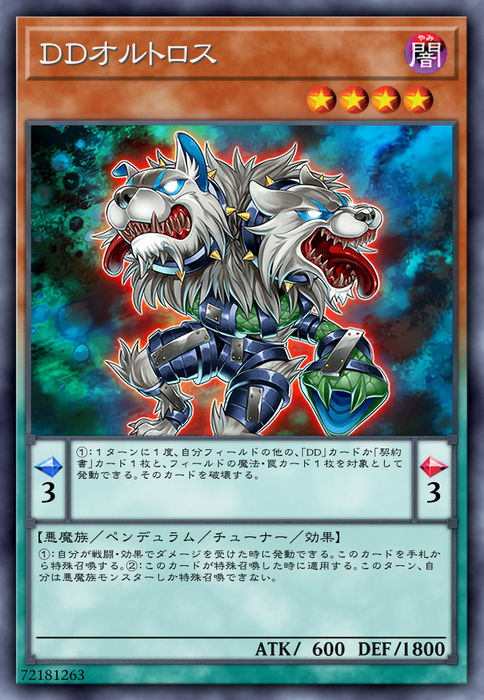 DDオルトロス
やみ
闇
①:1ターンに1度、自分フィールドの他の、「DD」カードか「契約
書」カード1枚と、フィールドの魔法・罠カード1枚を対象として
発動できる。そのカードを破壊する。
3
3
【悪魔族／ペンデュラム／チューナー／効果】
①:自分が戦闘・効果でダメージを受けた時に発動できる。このカードを手札か
ら特殊召喚する。②:このカードが特殊召喚した時に適用する。このターン、自
分は悪魔族モンスターしか特殊召喚できない。
ATK/ 600 DEF/1800
72181263